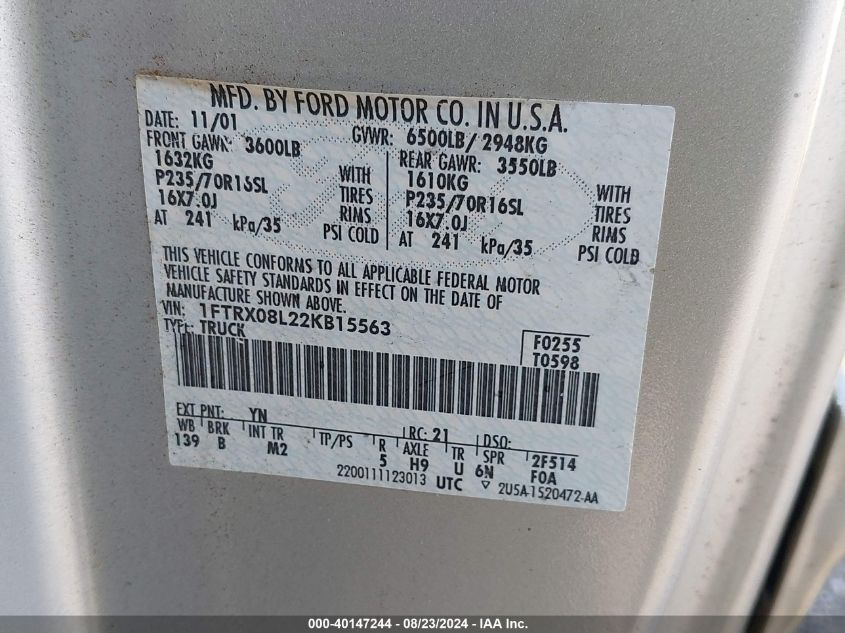 MFD. BY FORD MOTOR CO. IN U.S.A.
DATE: 11/01 GVWR: 6500LB/ 2948KG
FRONT GAWR: 3600LB REAR GAWR: 3550LB
1632KG WITH 1610KG WITH
P235/70R16SL TIRES P235/70R16SL TIRES
16X7.0J RIMS 16X7.0J RIMS
AT 241 kPa/35 PSI COLD AT 241 kPa/35 PSI COLD
THIS VEHICLE CONFORMS TO ALL APPLICABLE FEDERAL MOTOR
VEHICLE SAFETY STANDARDS IN EFFECT ON THE DATE OF
MANUFACTURE SHOWN ABOVE.
VIN: 1FTRX08L22KB15563
TYPE: TRUCK
F0255
T0598
EXT PNT: YN RC: 21 DSO:
WB BRK INT TR TP/PS R AXLE TR SPR 2F514
139 B M2 5 H9 U 6N F0A
2200111123013 UTC ▽ 2U5A-1520472-AA
000-40147244 - 08/23/2024 - IAA Inc.